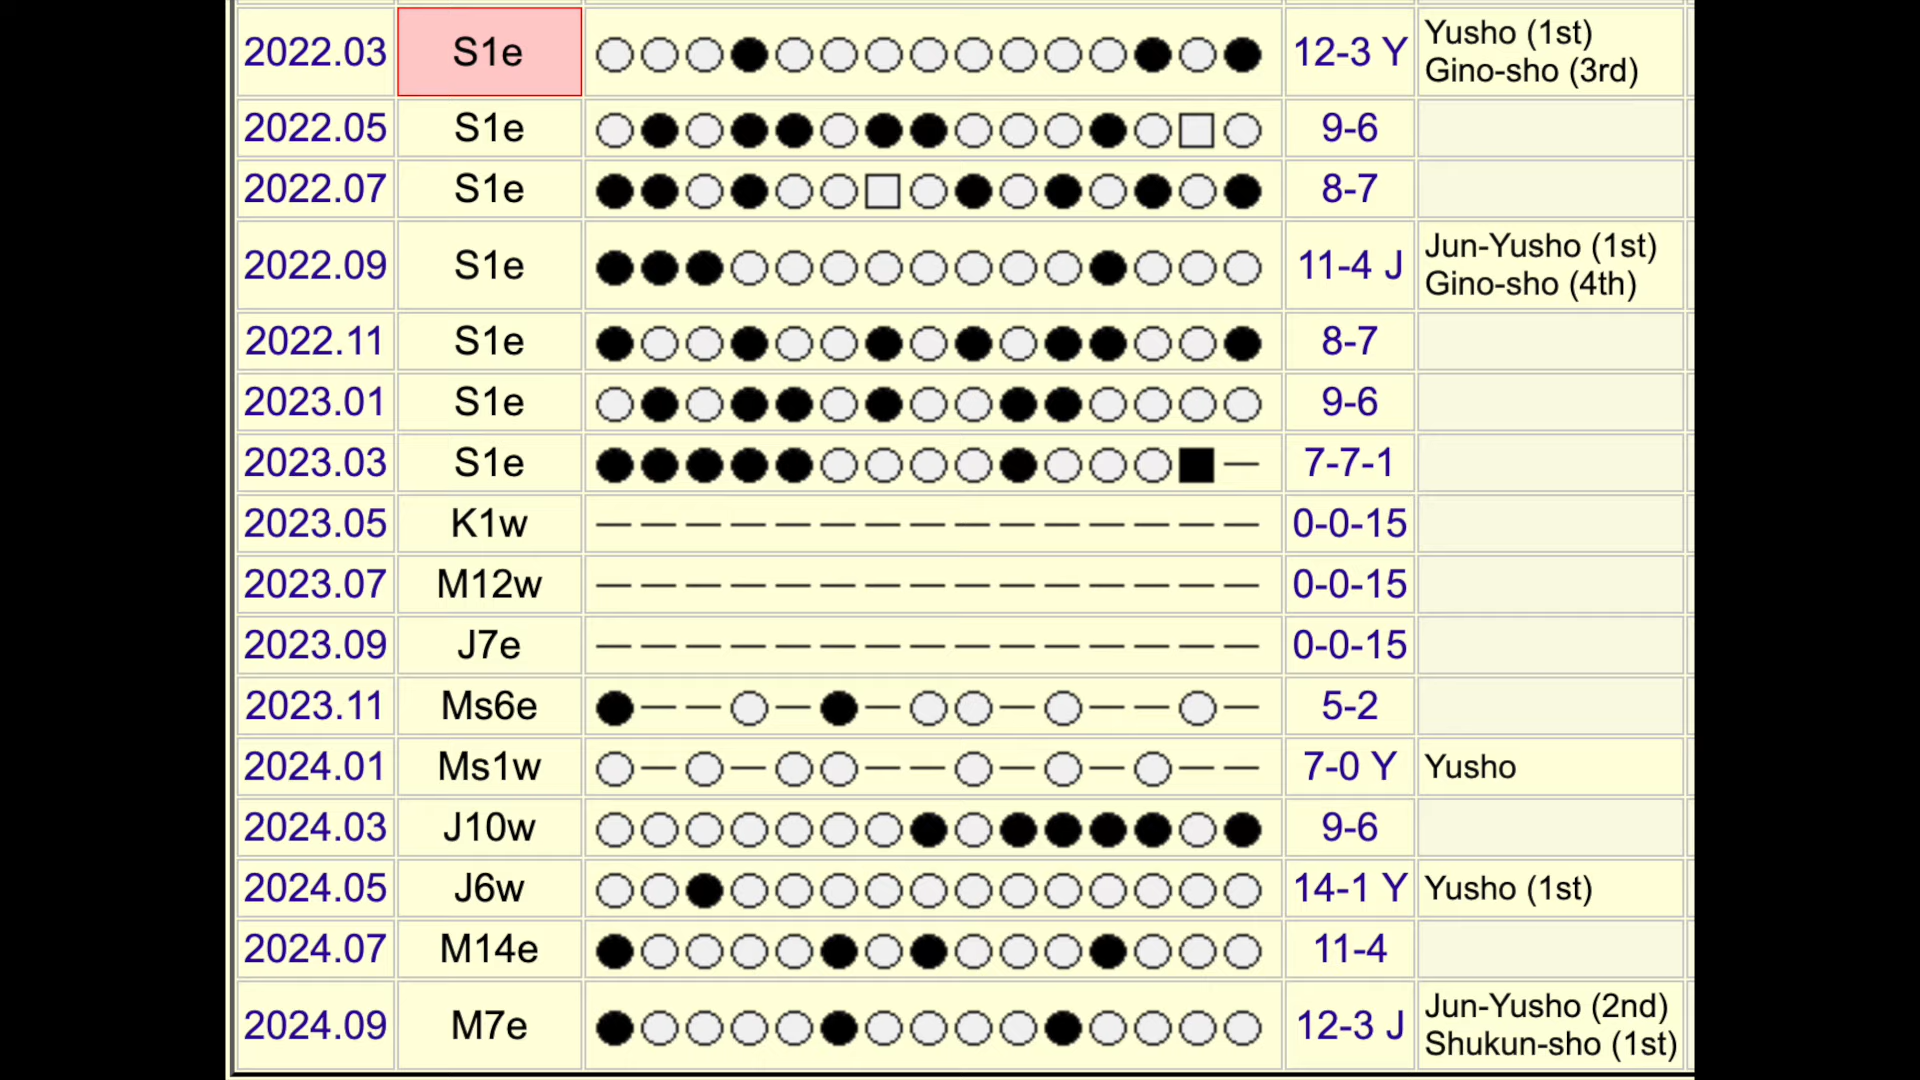 2022.03 S1e 12-3 Y Yusho (1st)
Gino-sho (3rd)
2022.05 S1e 9-6
2022.07 S1e 8-7
2022.09 S1e 11-4 J Jun-Yusho (1st)
Gino-sho (4th)
2022.11 S1e 8-7
2023.01 S1e 9-6
2023.03 S1e 7-7-1
2023.05 K1w 0-0-15
2023.07 M12w 0-0-15
2023.09 J7e 0-0-15
2023.11 Ms6e 5-2
2024.01 Ms1w 7-0 Y Yusho
2024.03 J10w 9-6
2024.05 J6w 14-1 Y Yusho (1st)
2024.07 M14e 11-4
2024.09 M7e 12-3 J Jun-Yusho (2nd)
Shukun-sho (1st)